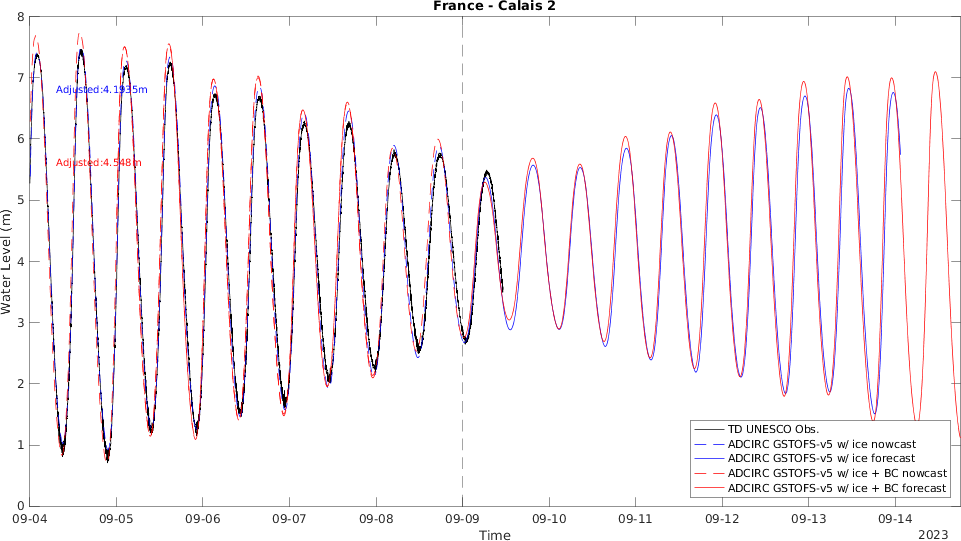 France - Calais 2
8
7
6
5
4
3
2
1
0
Water Level (m)
Adjusted:4.1935m
Adjusted:4.548m
TD UNESCO Obs.
ADCIRC GSTOFS-v5 w/ ice nowcast
ADCIRC GSTOFS-v5 w/ ice forecast
ADCIRC GSTOFS-v5 w/ ice + BC nowcast
ADCIRC GSTOFS-v5 w/ ice + BC forecast
09-04 09-05 09-06 09-07 09-08 09-09 09-10 09-11 09-12 09-13 09-14
Time
2023